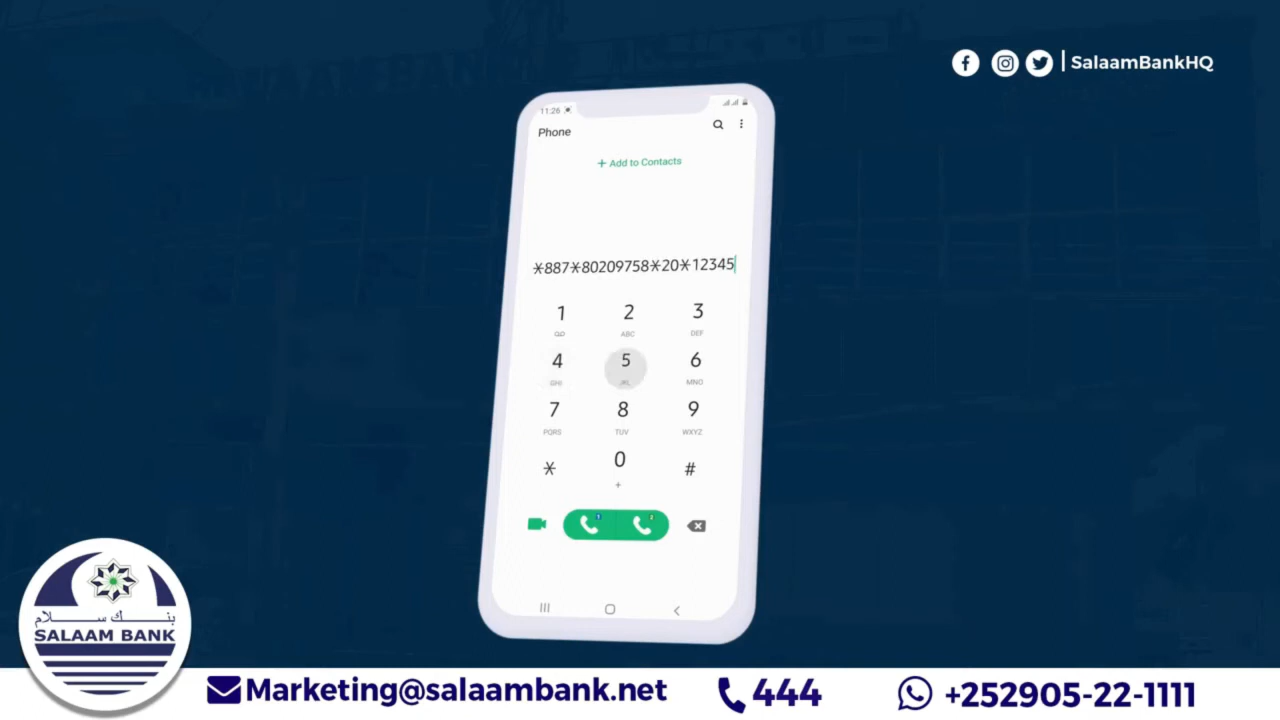 SalaamBankHQ
11:26
Phone
+ Add to Contacts
*887*80209758*20*12345
1 2 3
ABC DEF
4 5 6
GHI JKL MNO
7 8 9
PQRS TUV WXYZ
* 0 #
+
بنك سلام
SALAAM BANK
Marketing@salaambank.net
444
+252905-22-1111